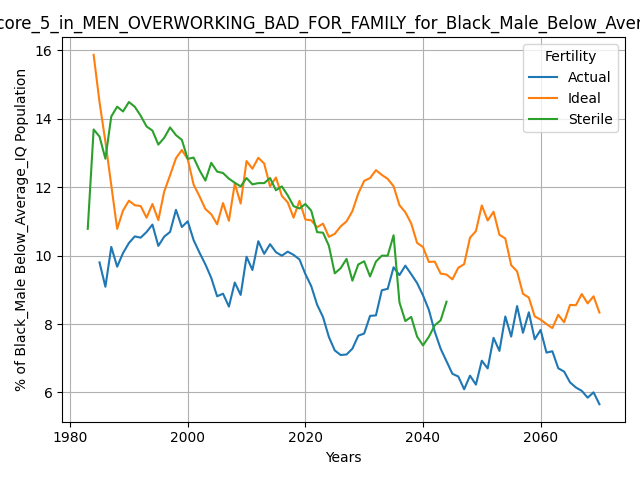 core_5_in_MEN_OVERWORKING_BAD_FOR_FAMILY_for_Black_Male_Below_Aver
16
14
12
10
8
6
% of Black_Male Below_Average_IQ Population
Fertility
Actual
Ideal
Sterile
1980
2000
2020
2040
2060
Years